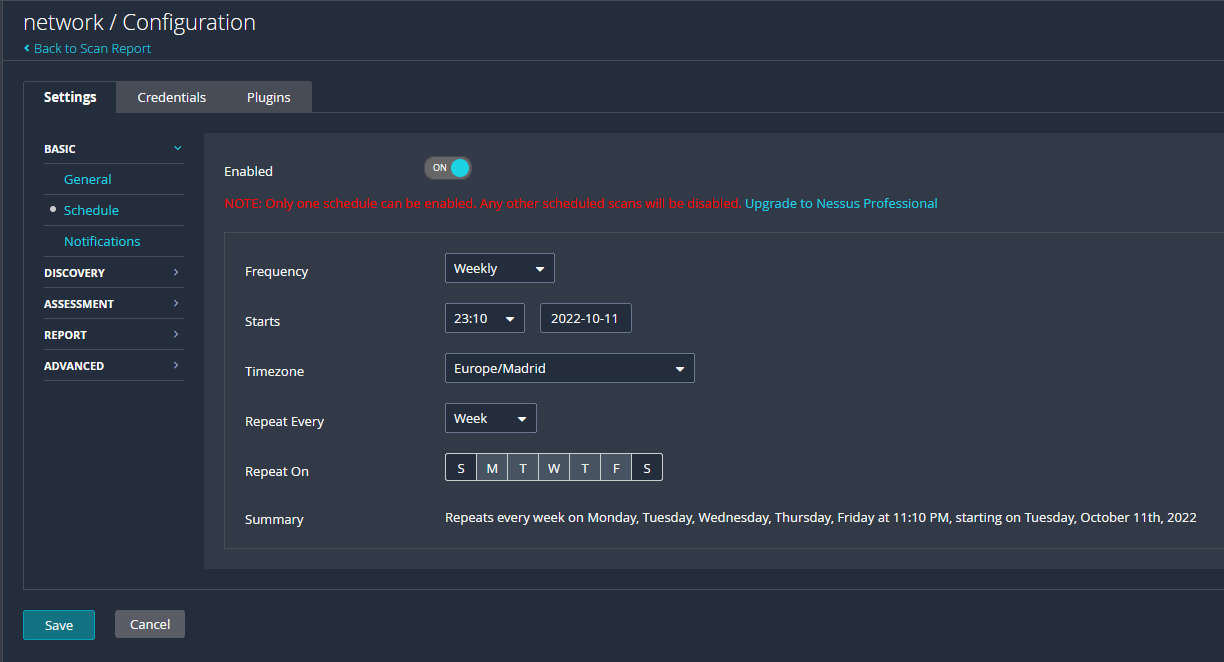 network / Configuration
Back to Scan Report
Settings Credentials Plugins
BASIC
General
Schedule
Notifications
DISCOVERY
ASSESSMENT
REPORT
ADVANCED
Enabled ON
NOTE: Only one schedule can be enabled. Any other scheduled scans will be disabled. Upgrade to Nessus Professional
Frequency Weekly
Starts 23:10 2022-10-11
Timezone Europe/Madrid
Repeat Every Week
Repeat On S M T W T F S
Summary Repeats every week on Monday, Tuesday, Wednesday, Thursday, Friday at 11:10 PM, starting on Tuesday, October 11th, 2022
Save Cancel